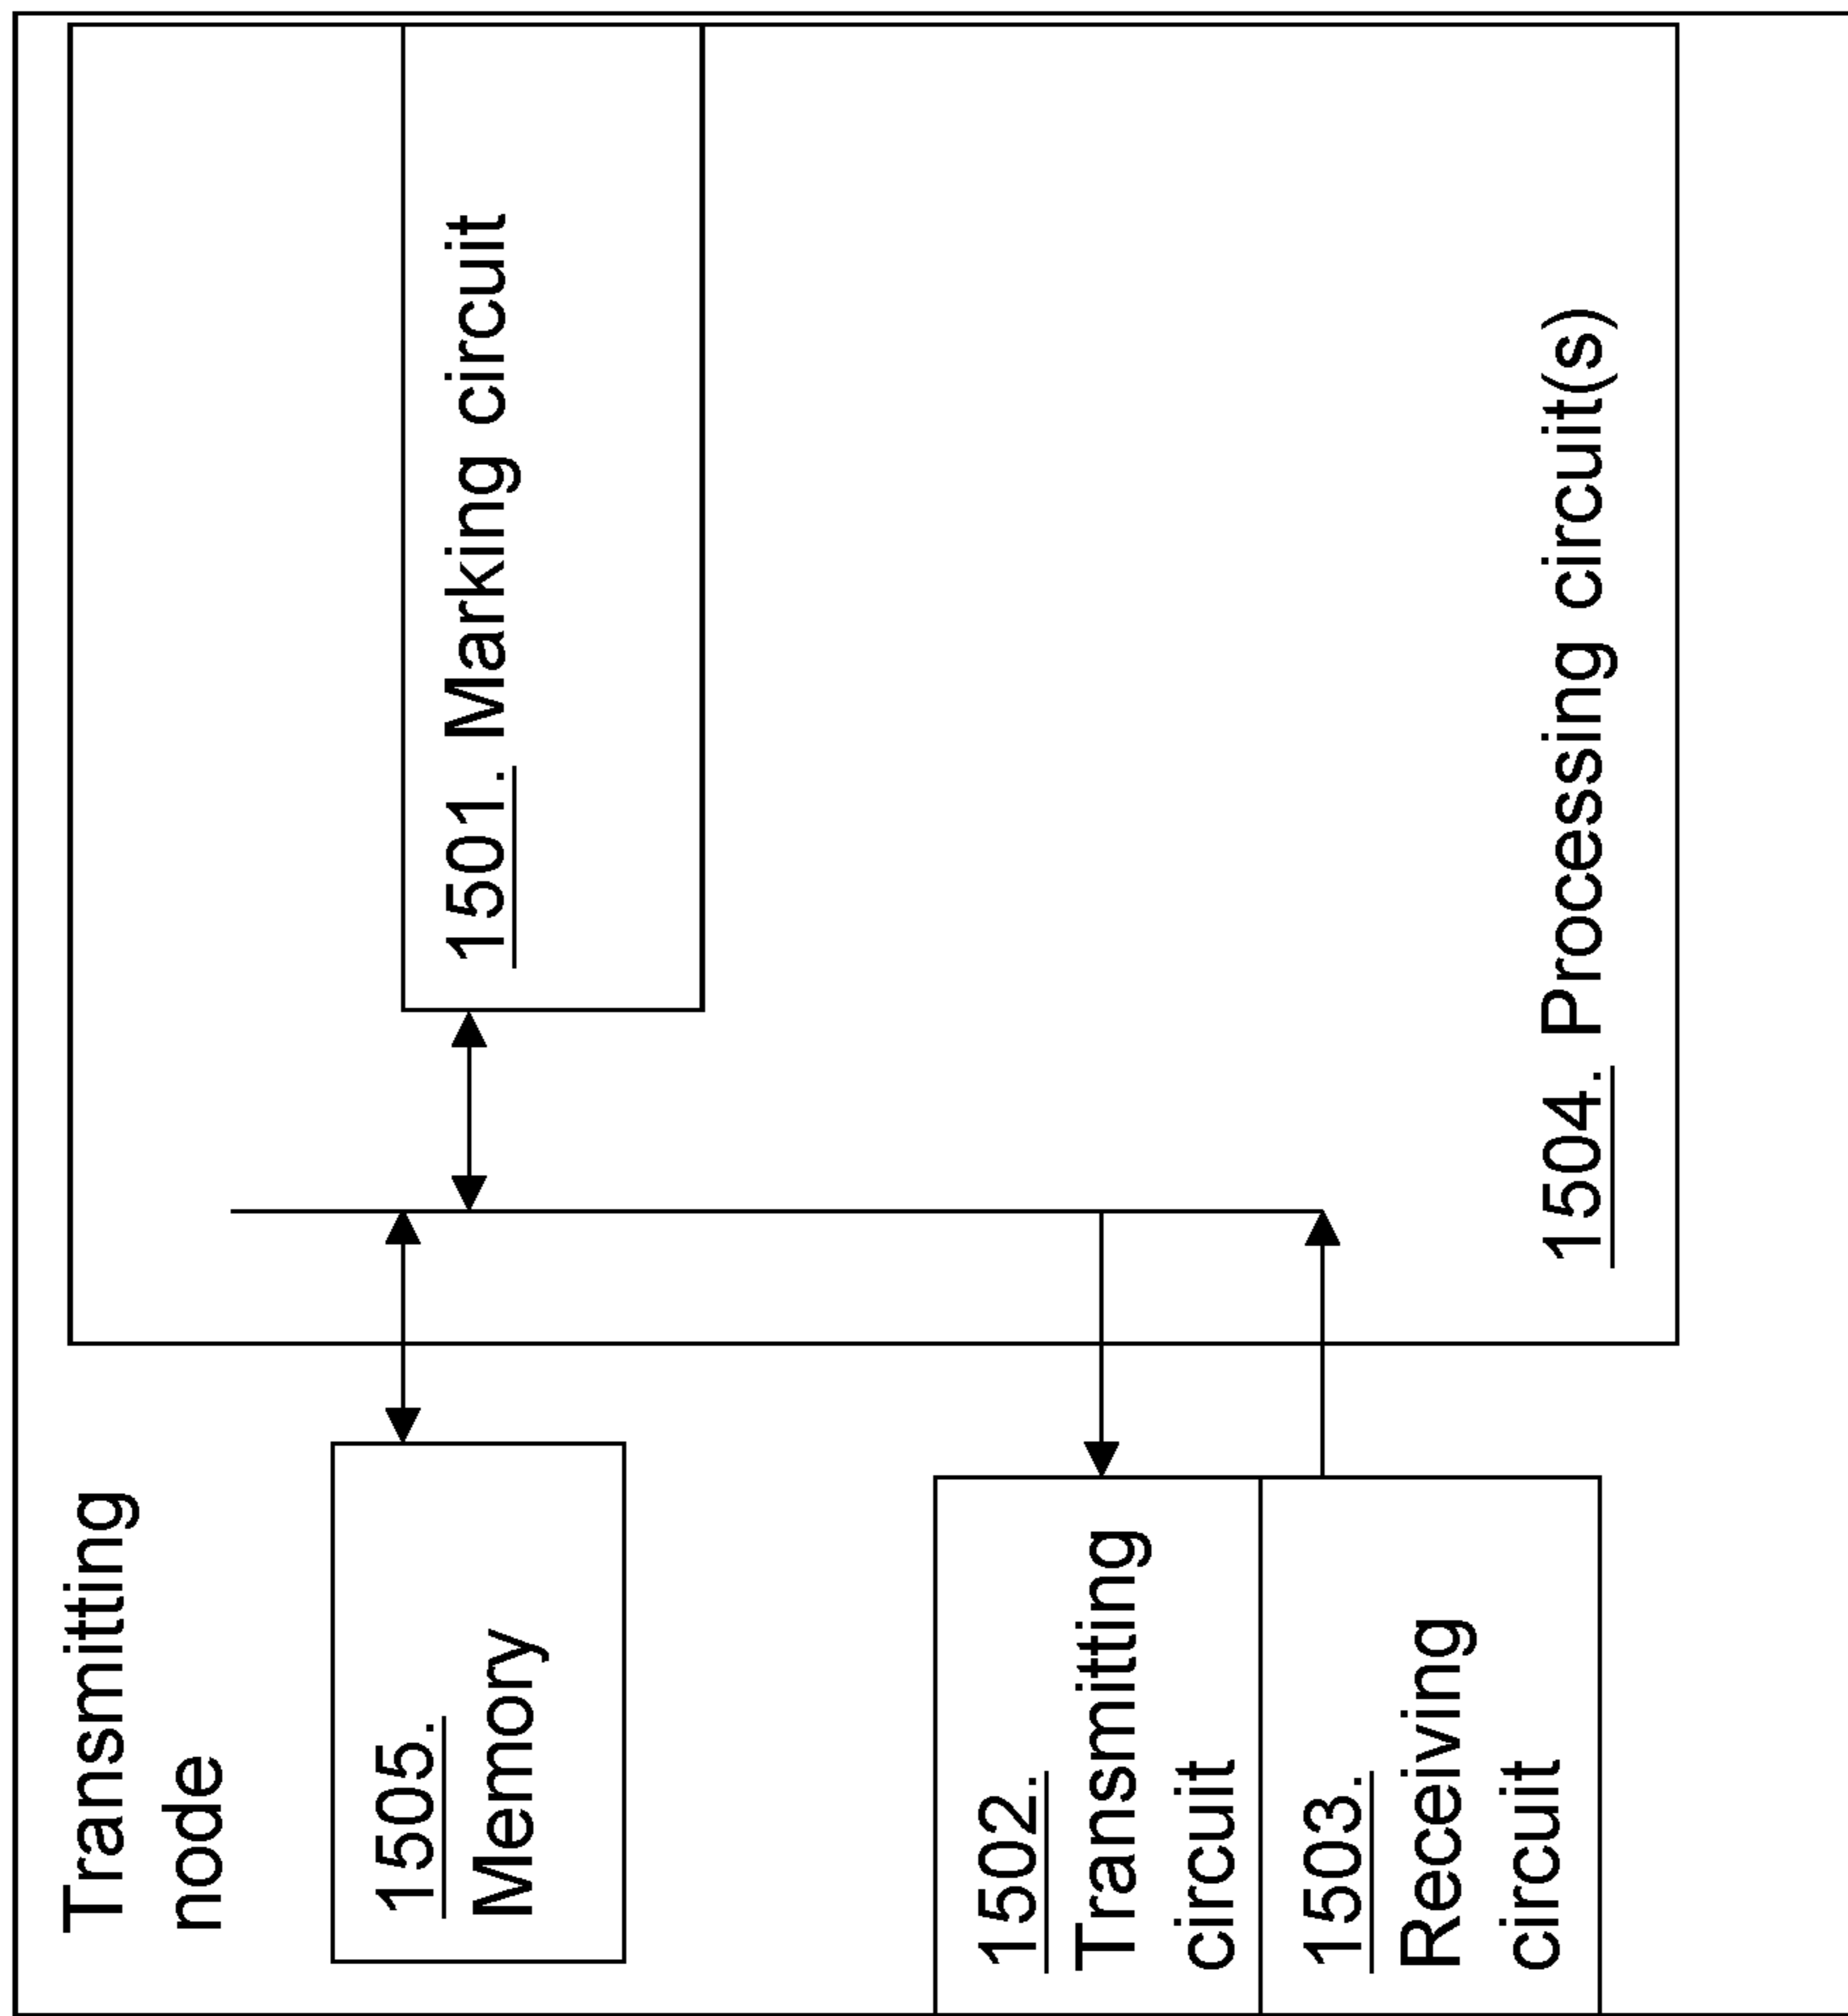 Transmitting
node
1505.
Memory
1501. Marking circuit
1502.
Transmitting
circuit
1503.
Receiving
circuit
1504. Processing circuit(s)